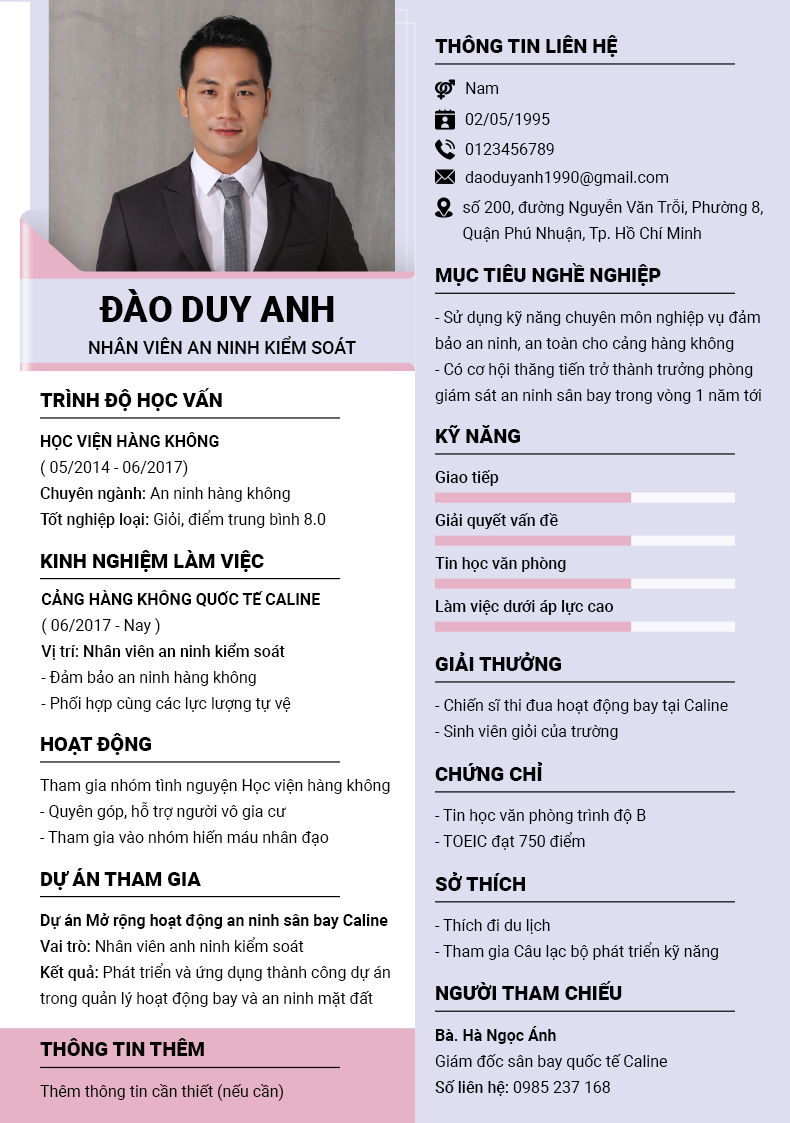 ĐÀO DUY ANH
NHÂN VIÊN AN NINH KIỂM SOÁT
TRÌNH ĐỘ HỌC VẤN
HỌC VIỆN HÀNG KHÔNG
( 05/2014 - 06/2017)
Chuyên ngành: An ninh hàng không
Tốt nghiệp loại: Giỏi, điểm trung bình 8.0
KINH NGHIỆM LÀM VIỆC
CẢNG HÀNG KHÔNG QUỐC TẾ CALINE
( 06/2017 - Nay )
Vị trí: Nhân viên an ninh kiểm soát
- Đảm bảo an ninh hàng không
- Phối hợp cùng các lực lượng tự vệ
HOẠT ĐỘNG
Tham gia nhóm tình nguyện Học viện hàng không
- Quyên góp, hỗ trợ người vô gia cư
- Tham gia vào nhóm hiến máu nhân đạo
DỰ ÁN THAM GIA
Dự án Mở rộng hoạt động an ninh sân bay Caline
Vai trò: Nhân viên anh ninh kiểm soát
Kết quả: Phát triển và ứng dụng thành công dự án
trong quản lý hoạt động bay và an ninh mặt đất
THÔNG TIN THÊM
Thêm thông tin cần thiết (nếu cần)
THÔNG TIN LIÊN HỆ
Nam
02/05/1995
0123456789
daoduyanh1990@gmail.com
số 200, đường Nguyễn Văn Trỗi, Phường 8,
Quận Phú Nhuận, Tp. Hồ Chí Minh
MỤC TIÊU NGHỀ NGHIỆP
- Sử dụng kỹ năng chuyên môn nghiệp vụ đảm
bảo an ninh, an toàn cho cảng hàng không
- Có cơ hội thăng tiến trở thành trưởng phòng
giám sát an ninh sân bay trong vòng 1 năm tới
KỸ NĂNG
Giao tiếp
Giải quyết vấn đề
Tin học văn phòng
Làm việc dưới áp lực cao
GIẢI THƯỞNG
- Chiến sĩ thi đua hoạt động bay tại Caline
- Sinh viên giỏi của trường
CHỨNG CHỈ
- Tin học văn phòng trình độ B
- TOEIC đạt 750 điểm
SỞ THÍCH
- Thích đi du lịch
- Tham gia Câu lạc bộ phát triển kỹ năng
NGƯỜI THAM CHIẾU
Bà. Hà Ngọc Ánh
Giám đốc sân bay quốc tế Caline
Số liên hệ: 0985 237 168